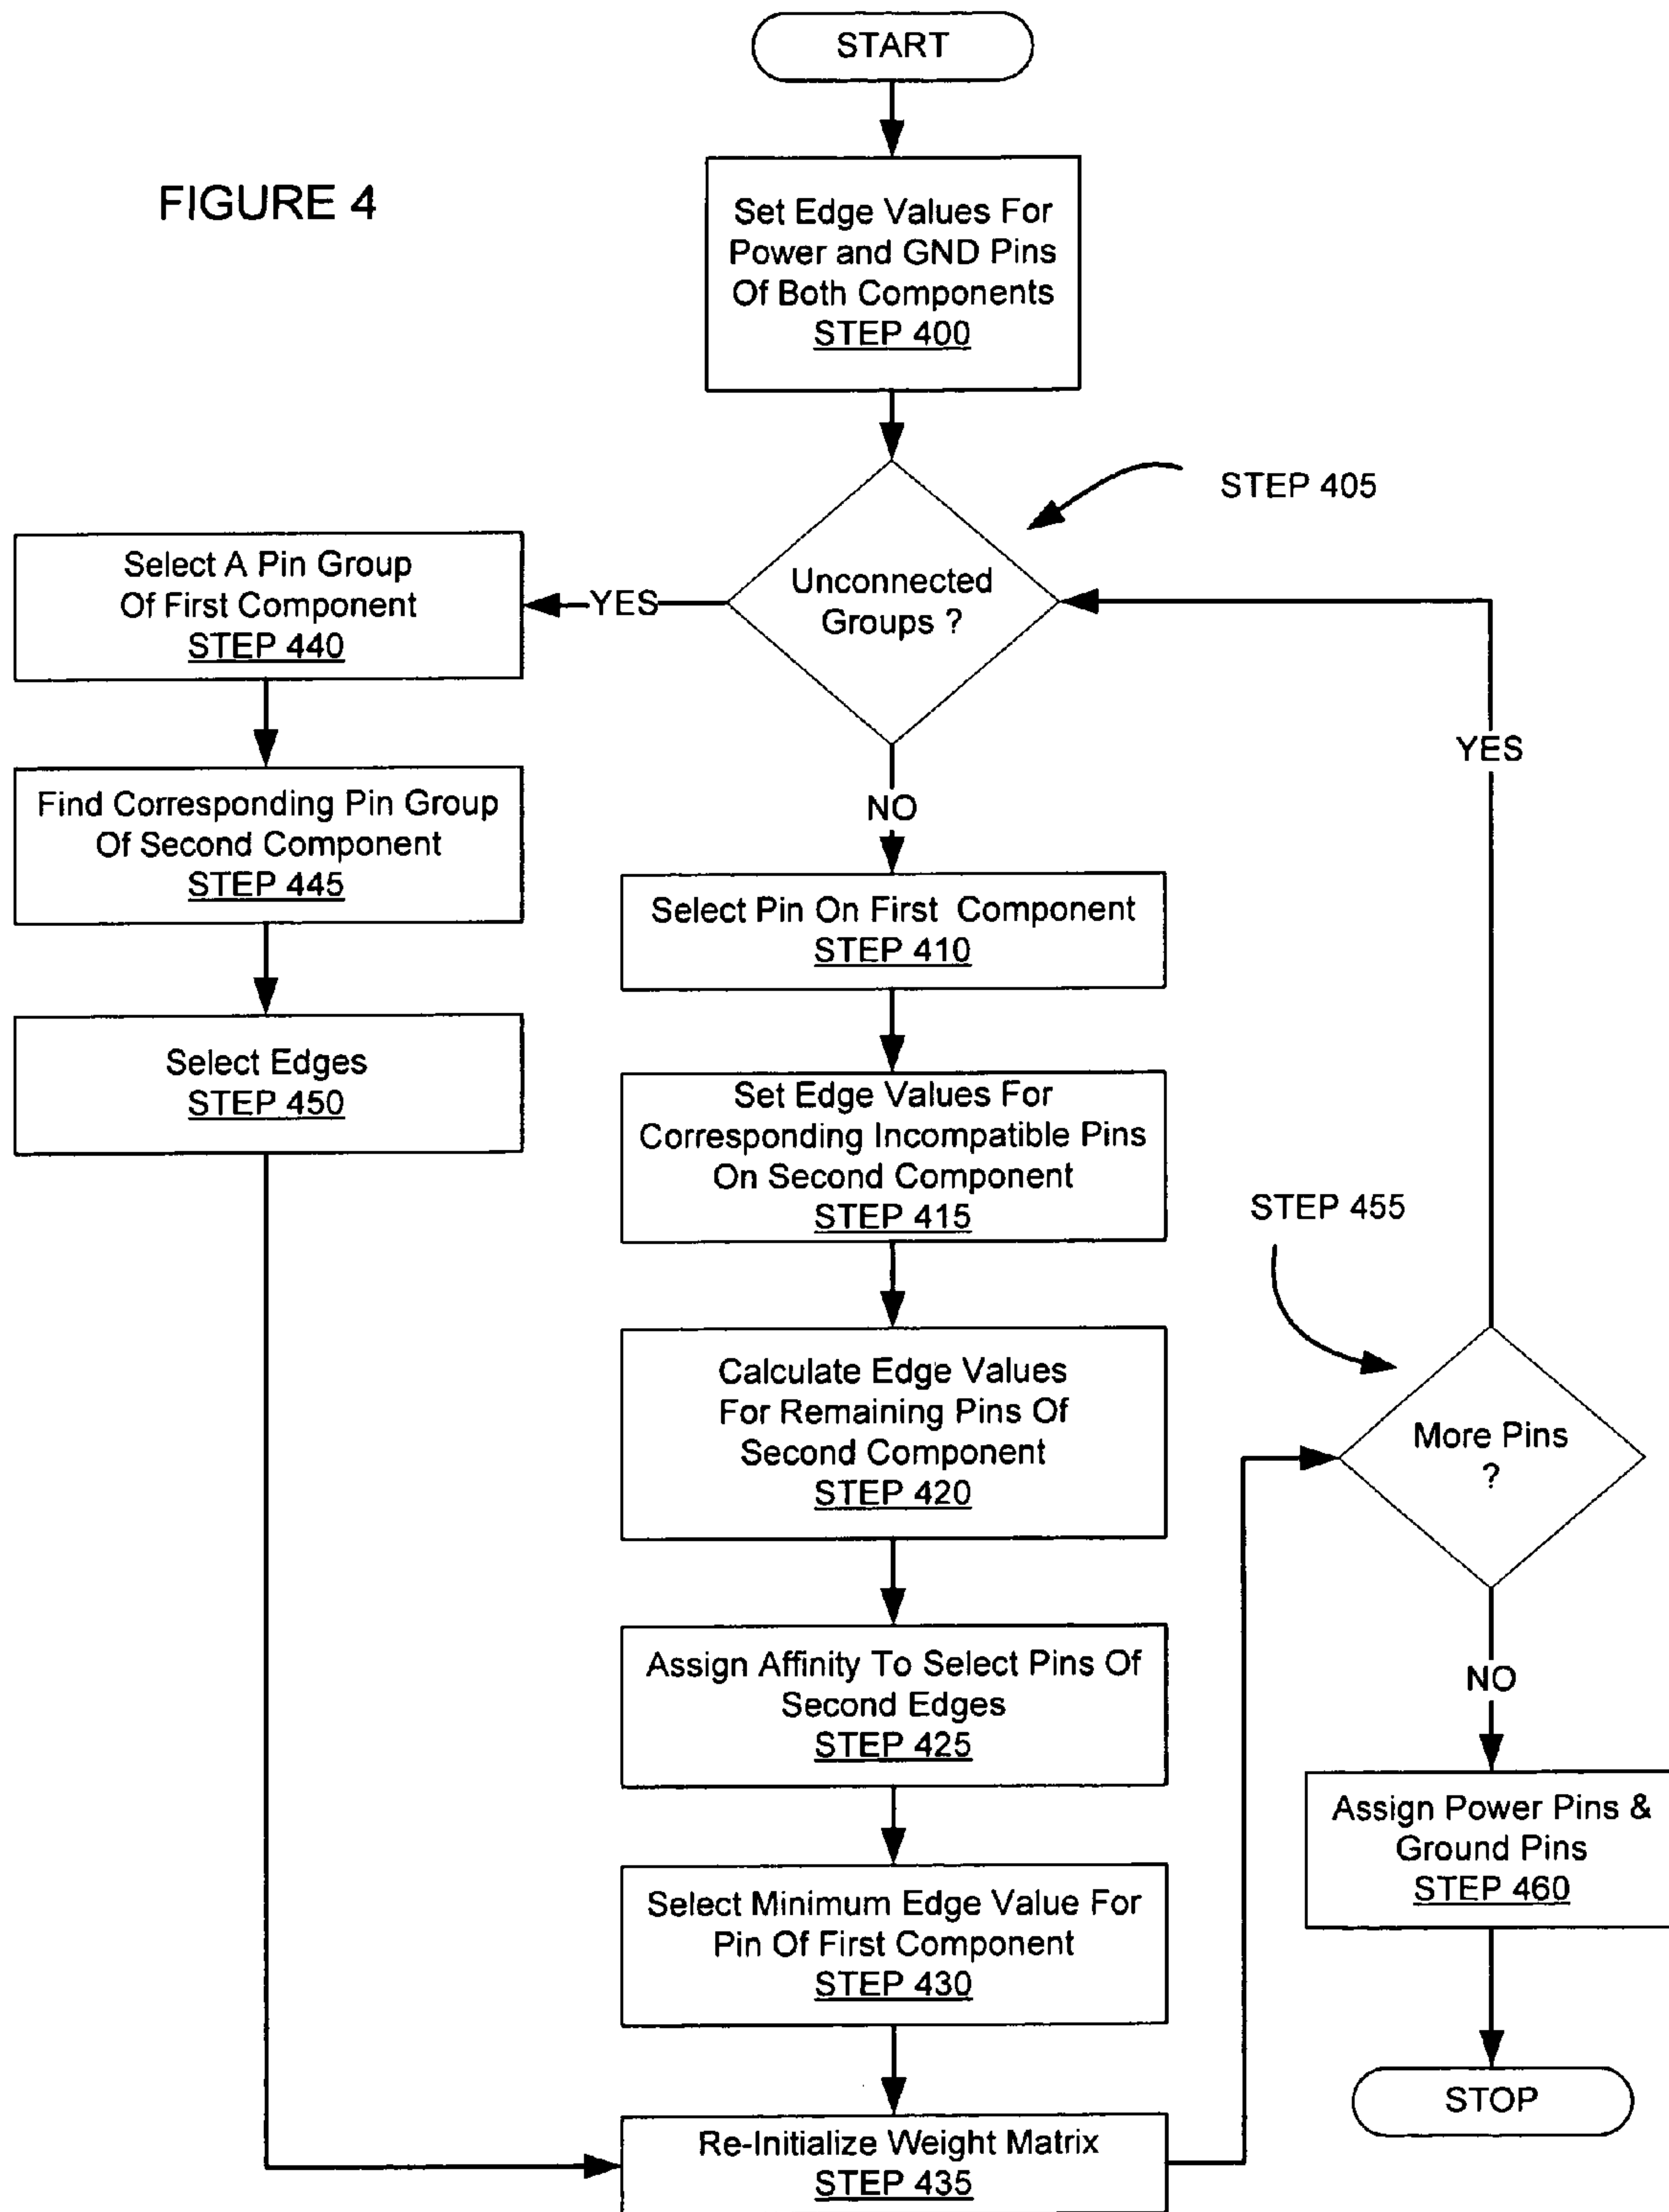 START
FIGURE 4
Set Edge Values For
Power and GND Pins
Of Both Components
STEP 400
STEP 405
Unconnected
Groups ?
YES
Select A Pin Group
Of First Component
STEP 440
Find Corresponding Pin Group
Of Second Component
STEP 445
Select Edges
STEP 450
NO
Select Pin On First Component
STEP 410
Set Edge Values For
Corresponding Incompatible Pins
On Second Component
STEP 415
Calculate Edge Values
For Remaining Pins Of
Second Component
STEP 420
Assign Affinity To Select Pins Of
Second Edges
STEP 425
Select Minimum Edge Value For
Pin Of First Component
STEP 430
Re-Initialize Weight Matrix
STEP 435
YES
STEP 455
More Pins
?
NO
Assign Power Pins &
Ground Pins
STEP 460
STOP